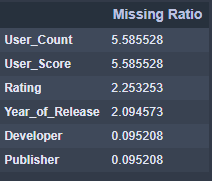 Missing Ratio
User_Count 5.585528
User_Score 5.585528
Rating 2.253253
Year_of_Release 2.094573
Developer 0.095208
Publisher 0.095208